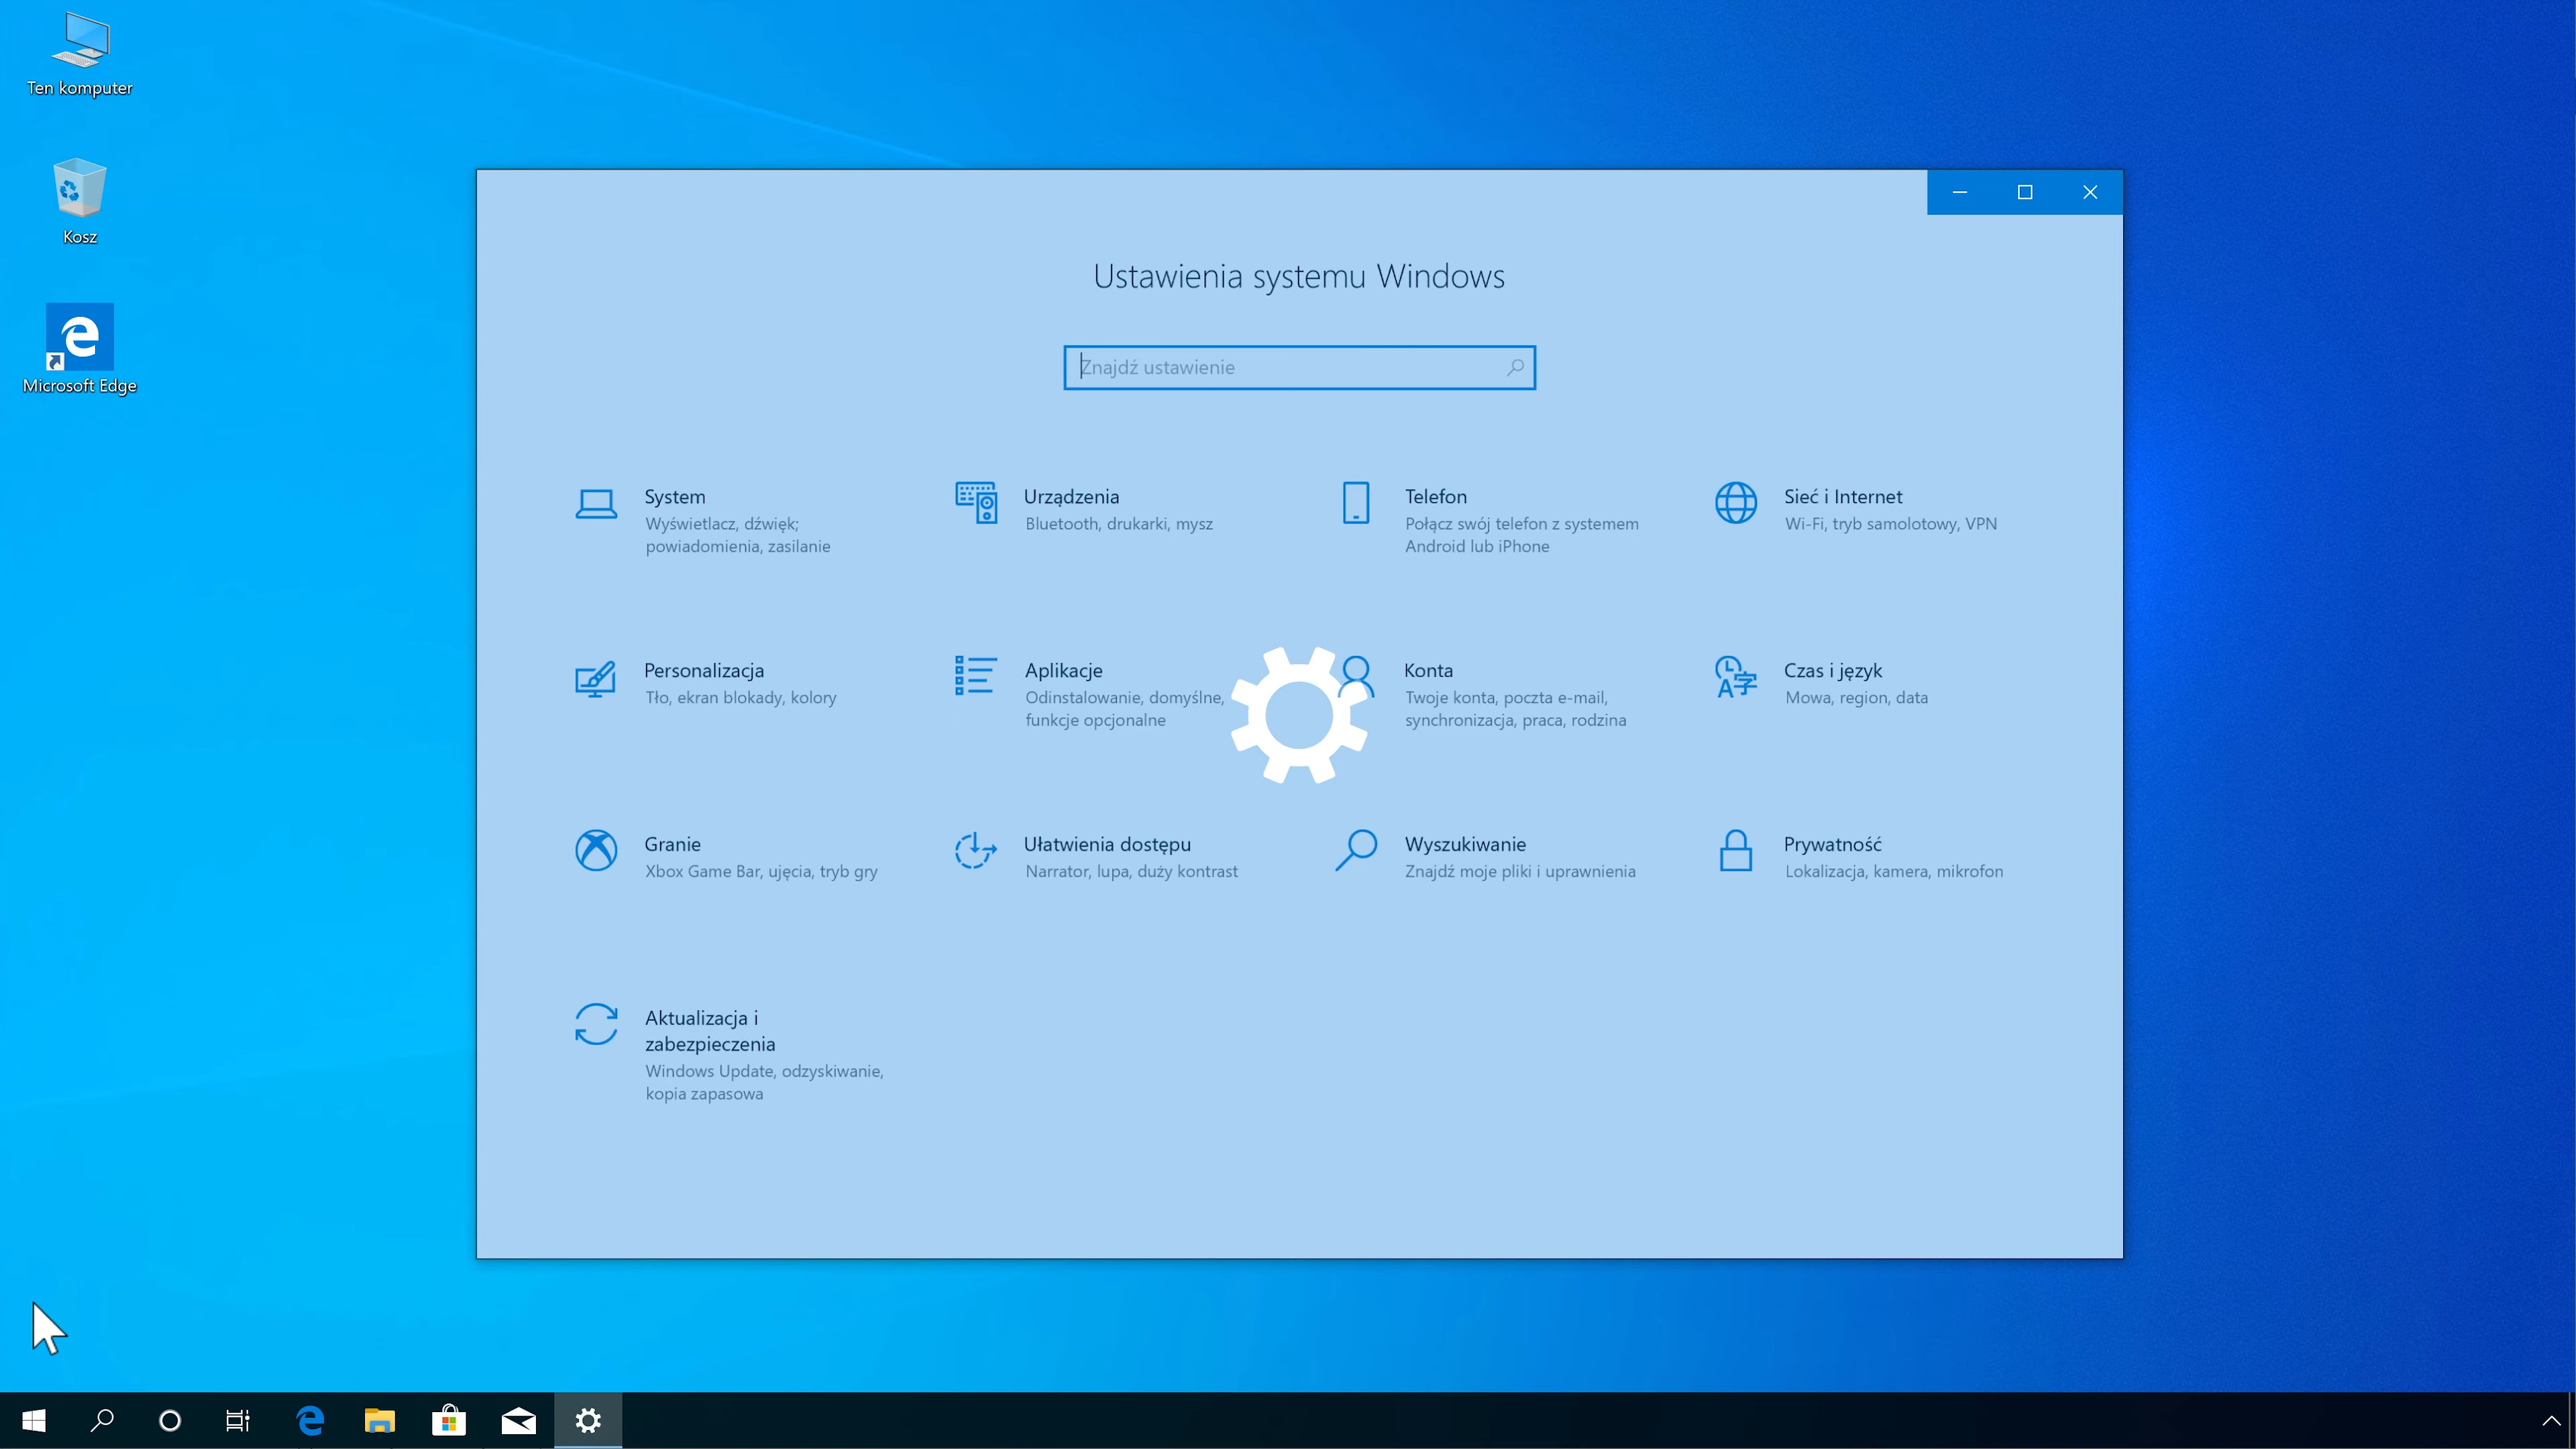 Ten komputer
Kosz
Microsoft Edge
Ustawienia systemu Windows
Znajdź ustawienie
System
Wyświetlacz, dźwięk;
powiadomienia, zasilanie
Urządzenia
Bluetooth, drukarki, mysz
Telefon
Połącz swój telefon z systemem
Android lub iPhone
Sieć i Internet
Wi-Fi, tryb samolotowy, VPN
Personalizacja
Tło, ekran blokady, kolory
Aplikacje
Odinstalowanie, domyślne,
funkcje opcjonalne
Konta
Twoje konta, poczta e-mail,
synchronizacja, praca, rodzina
Czas i język
Mowa, region, data
Granie
Xbox Game Bar, ujęcia, tryb gry
Ułatwienia dostępu
Narrator, lupa, duży kontrast
Wyszukiwanie
Znajdź moje pliki i uprawnienia
Prywatność
Lokalizacja, kamera, mikrofon
Aktualizacja i
zabezpieczenia
Windows Update, odzyskiwanie,
kopia zapasowa